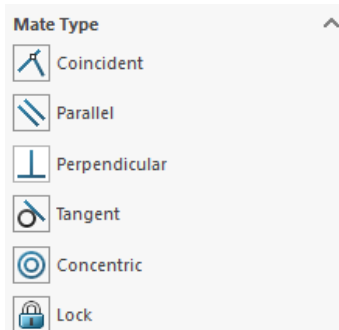 Mate Type
Coincident
Parallel
Perpendicular
Tangent
Concentric
Lock